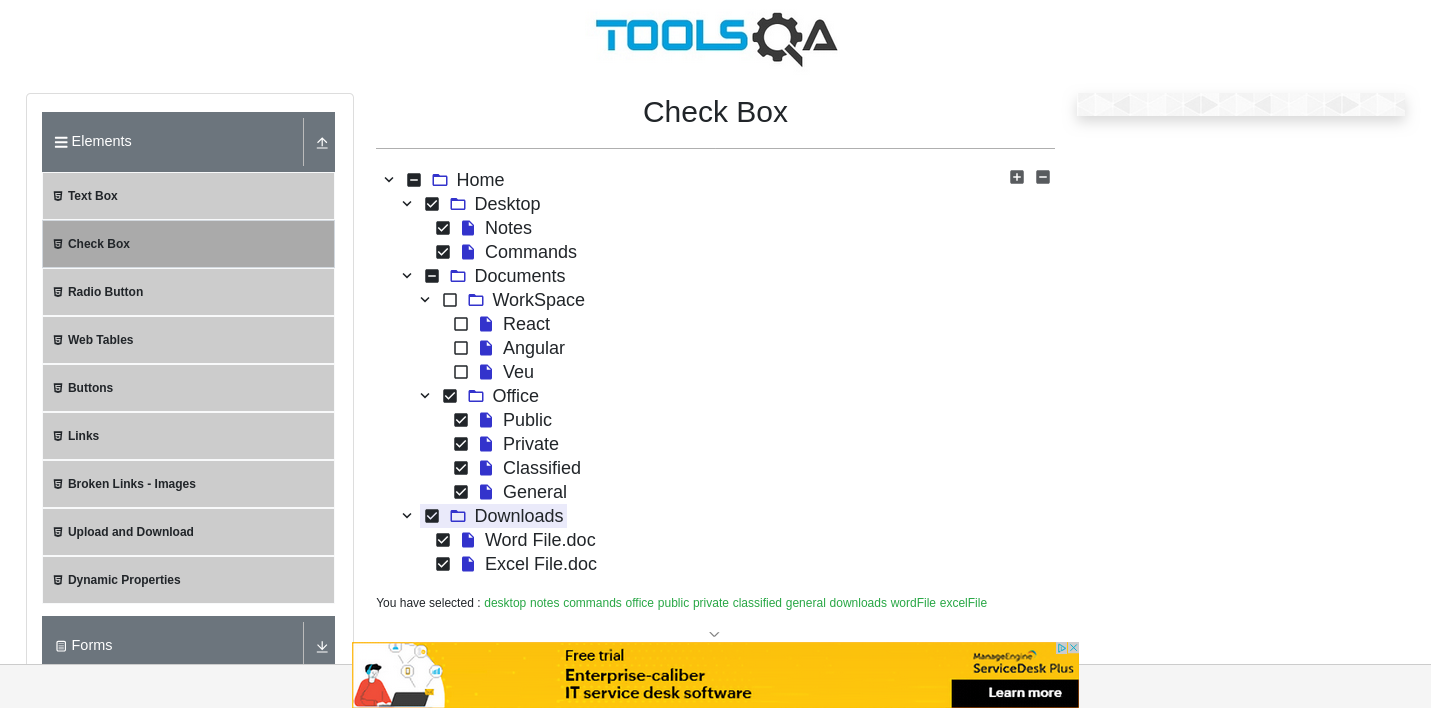 TOOLSQA
Elements
Text Box
Check Box
Radio Button
Web Tables
Buttons
Links
Broken Links - Images
Upload and Download
Dynamic Properties
Forms
Check Box
Home
Desktop
Notes
Commands
Documents
WorkSpace
React
Angular
Veu
Office
Public
Private
Classified
General
Downloads
Word File.doc
Excel File.doc
You have selected : desktop notes commands office public private classified general downloads wordFile excelFile
Free trial
Enterprise-caliber
IT service desk software
ManageEngine
ServiceDesk Plus
Learn more